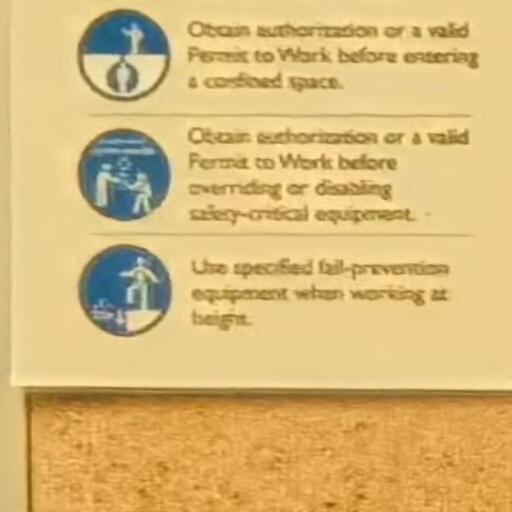 Obtain authorization or a valid
Permit to Work before entering
a confined space.
Obtain authorization or a valid
Permit to Work before
overriding or disabling
safety-critical equipment.
Use specified fall-prevention
equipment when working at
height.